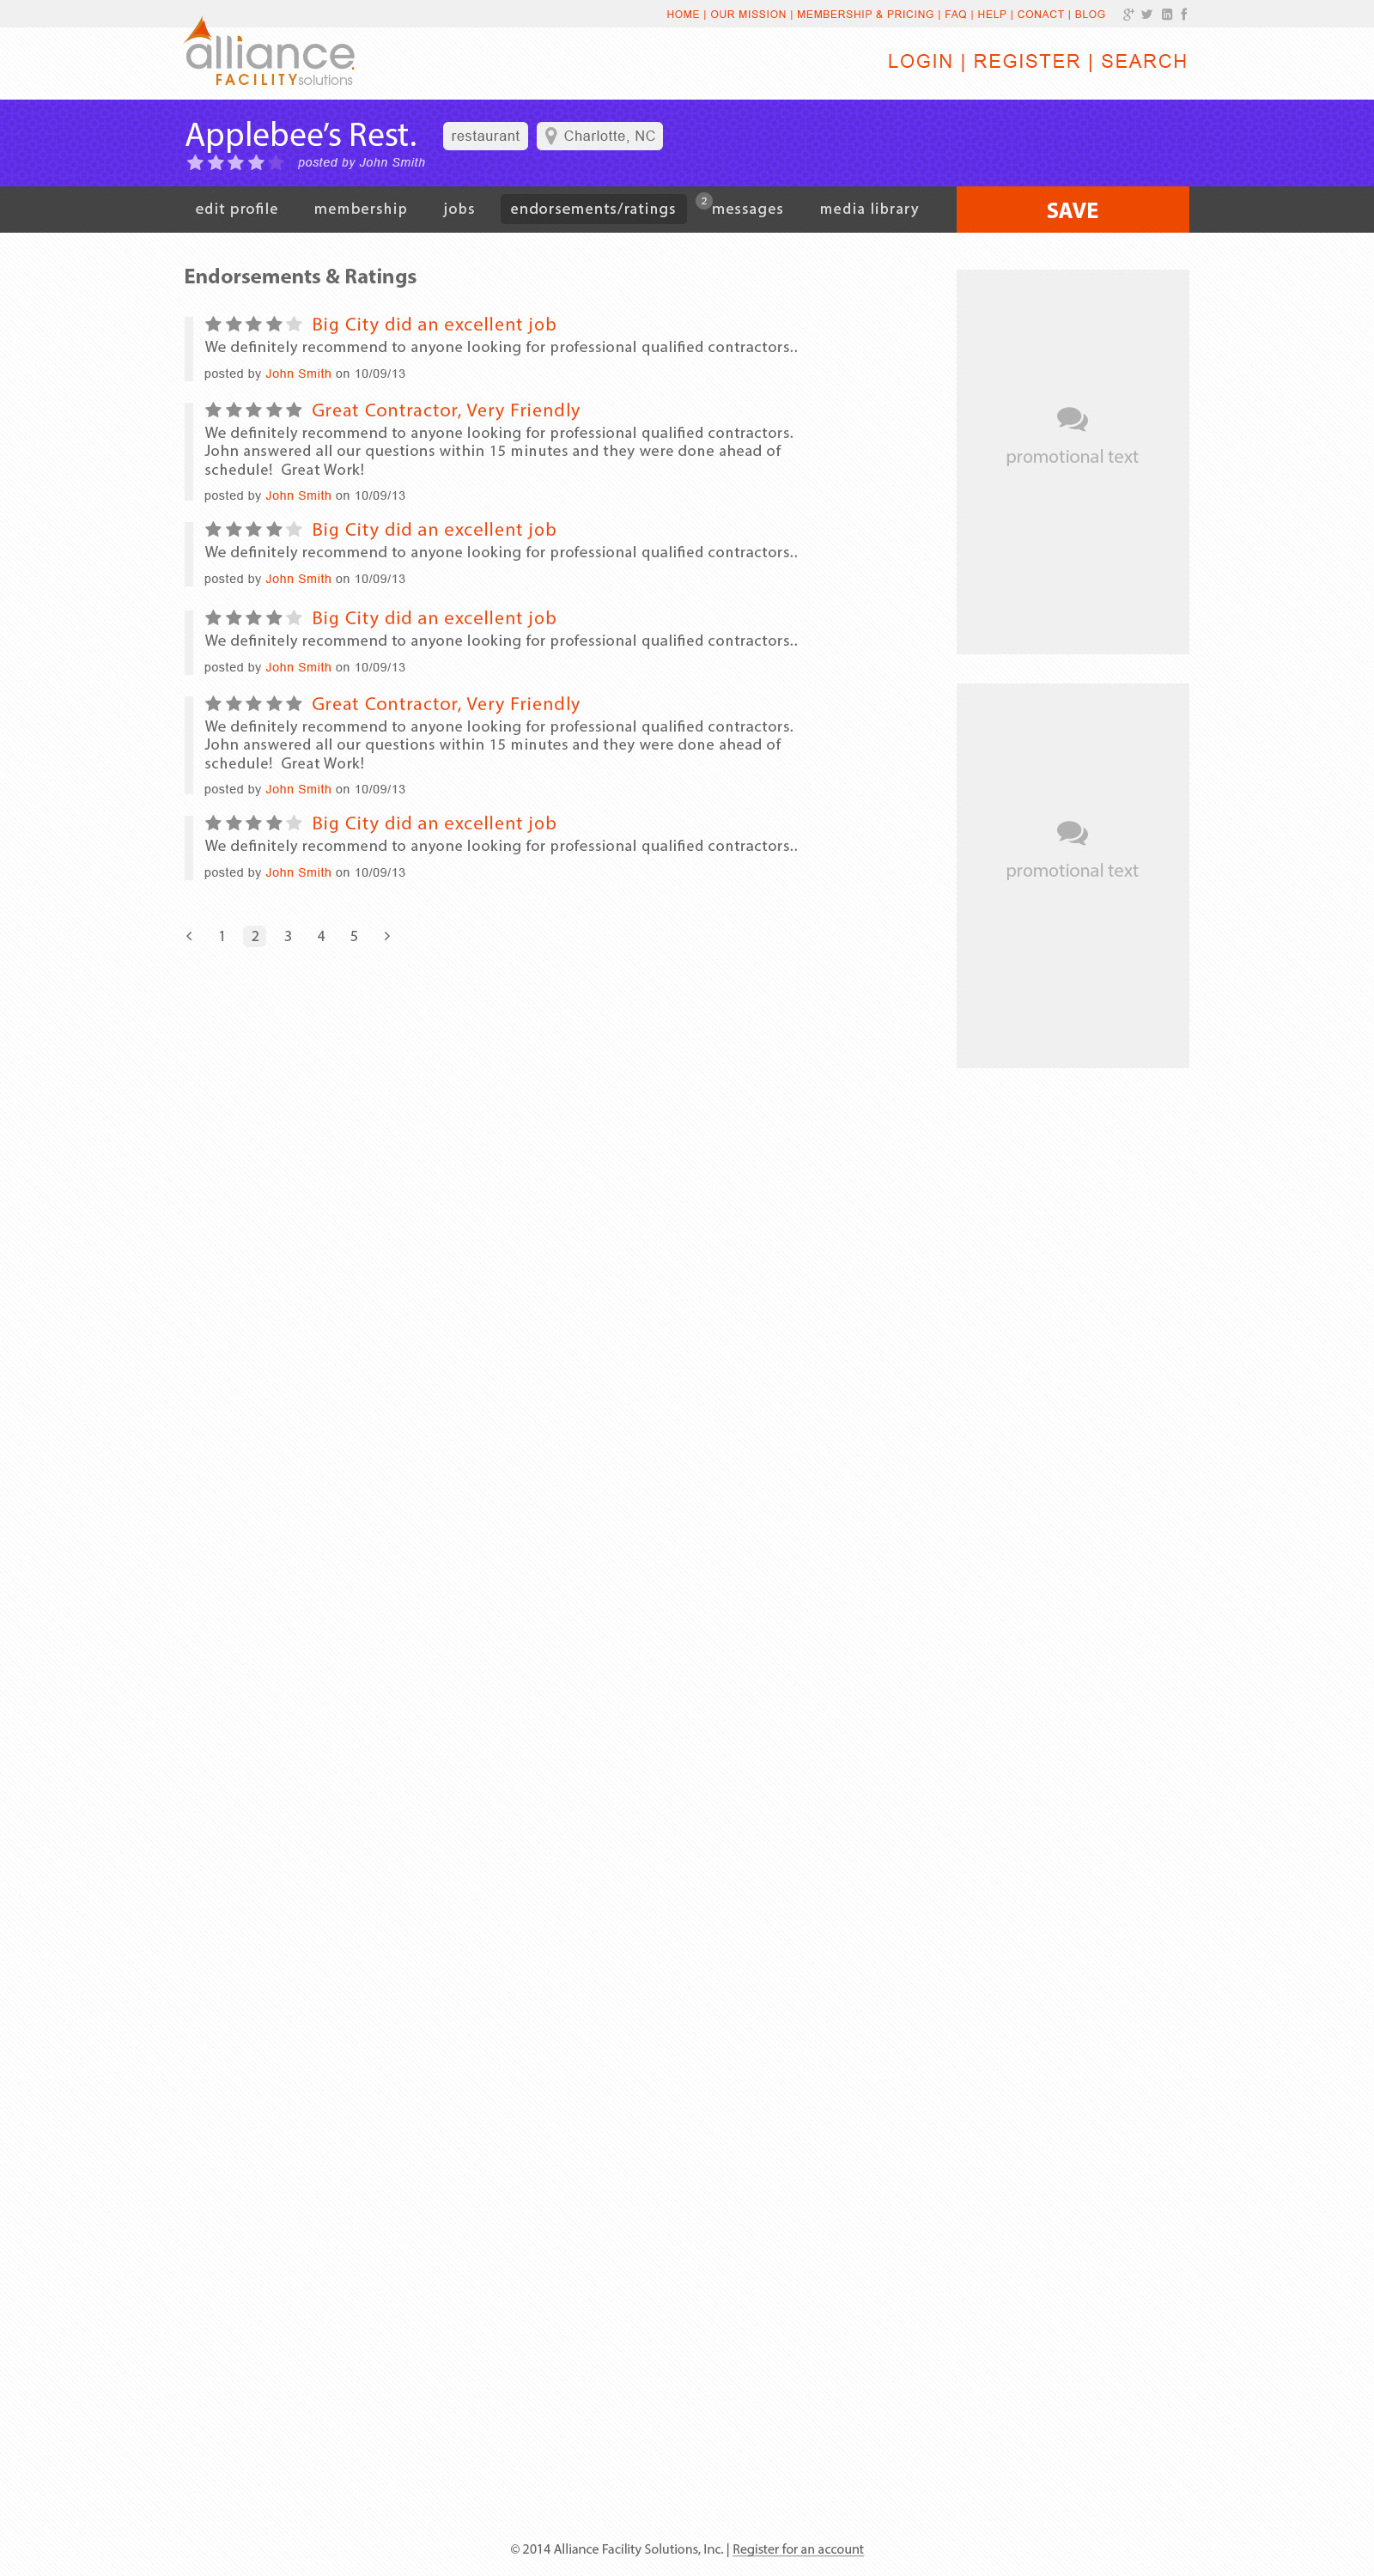 HOME | OUR MISSION | MEMBERSHIP & PRICING | FAQ | HELP | CONACT | BLOG
alliance
FACILITY solutions
LOGIN | REGISTER | SEARCH
Applebee’s Rest.
restaurant
Charlotte, NC
posted by John Smith
edit profile
membership
jobs
endorsements/ratings
2
messages
media library
SAVE
Endorsements & Ratings
Big City did an excellent job
We definitely recommend to anyone looking for professional qualified contractors..
posted by John Smith on 10/09/13
Great Contractor, Very Friendly
We definitely recommend to anyone looking for professional qualified contractors.
John answered all our questions within 15 minutes and they were done ahead of
schedule!  Great Work!
posted by John Smith on 10/09/13
Big City did an excellent job
We definitely recommend to anyone looking for professional qualified contractors..
posted by John Smith on 10/09/13
Big City did an excellent job
We definitely recommend to anyone looking for professional qualified contractors..
posted by John Smith on 10/09/13
Great Contractor, Very Friendly
We definitely recommend to anyone looking for professional qualified contractors.
John answered all our questions within 15 minutes and they were done ahead of
schedule!  Great Work!
posted by John Smith on 10/09/13
Big City did an excellent job
We definitely recommend to anyone looking for professional qualified contractors..
posted by John Smith on 10/09/13
1 2 3 4 5
promotional text
promotional text
© 2014 Alliance Facility Solutions, Inc. | Register for an account